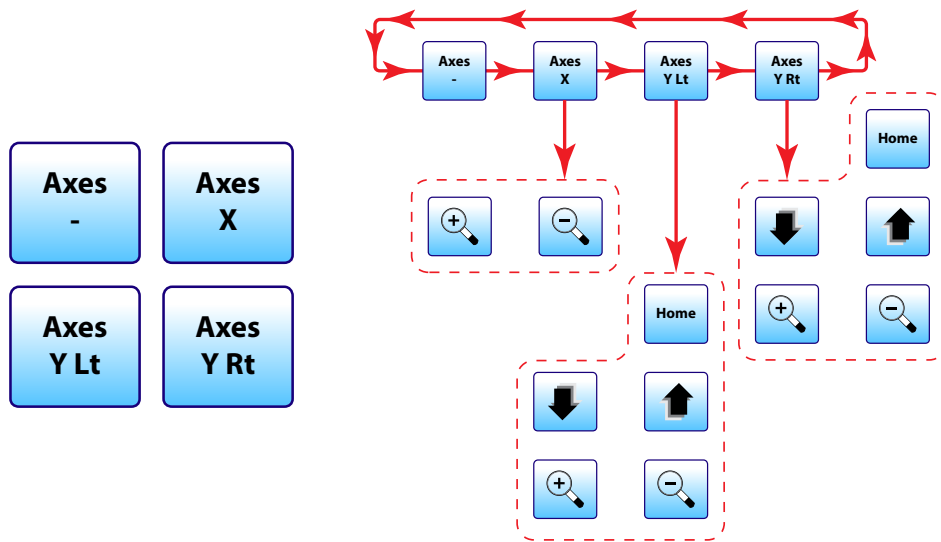 Axes
-
Axes
X
Axes
Y Lt
Axes
Y Rt
Axes
-
Axes
X
Axes
Y Lt
Axes
Y Rt
Home
Home